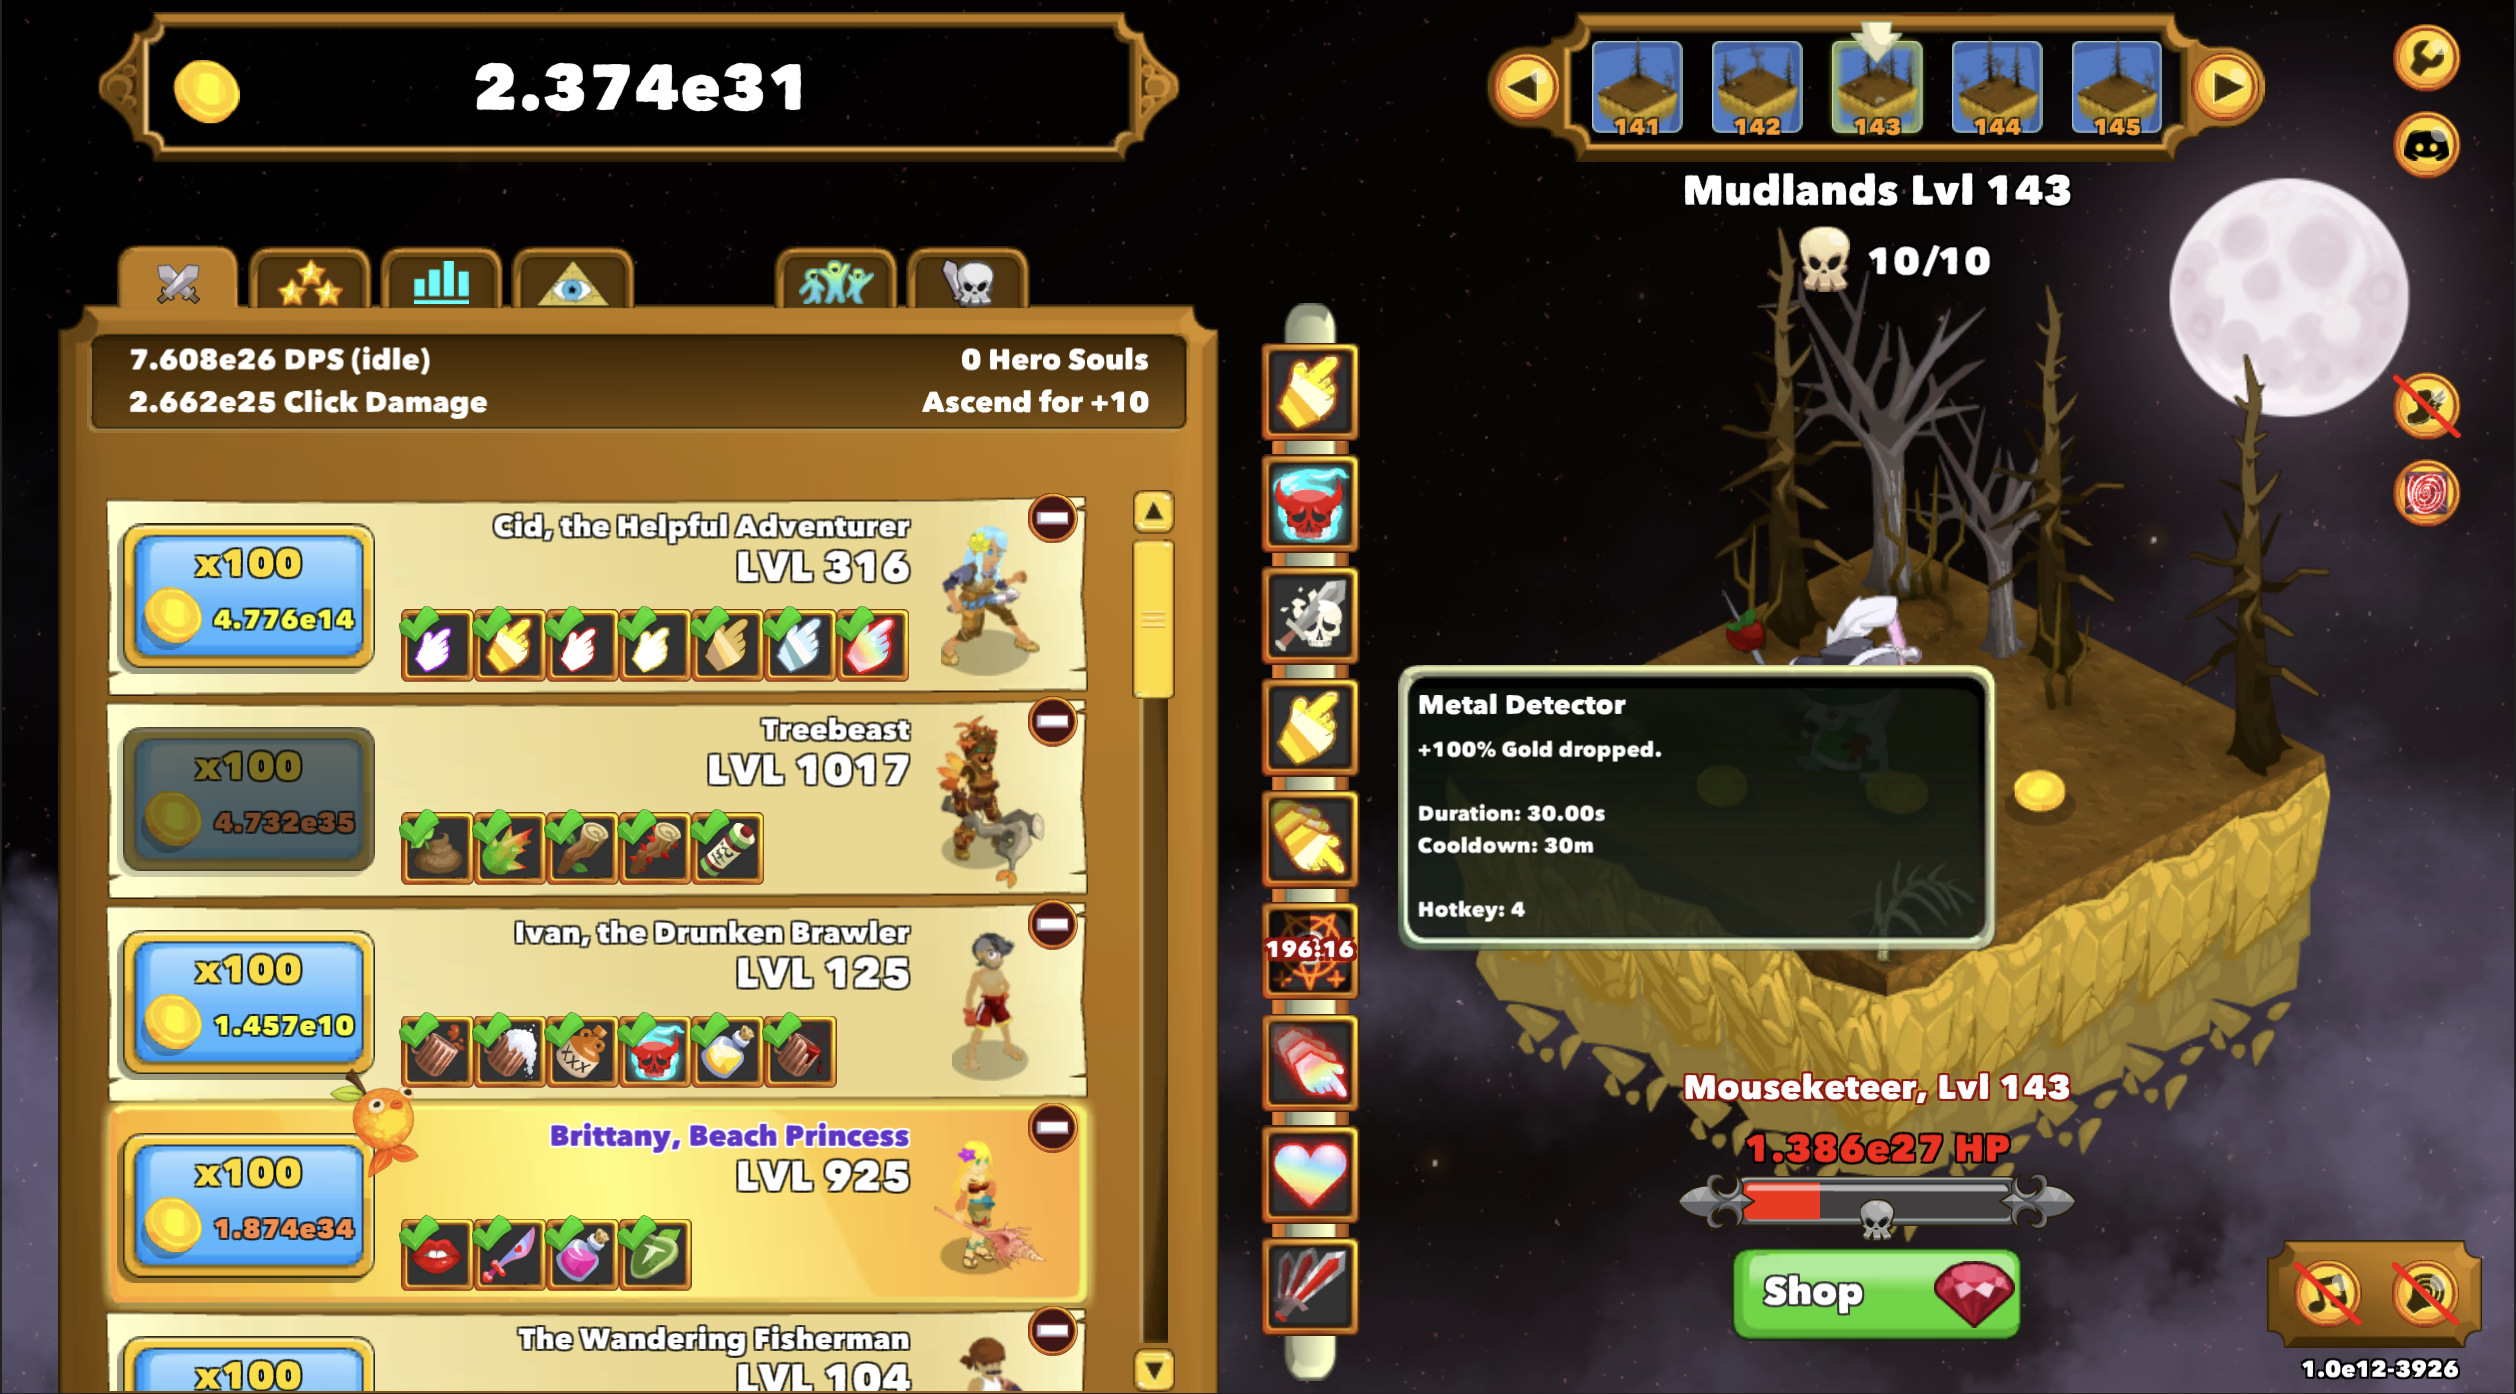 2.374e31
141
142
143
144
145
Mudlands Lvl 143
10/10
7.608e26 DPS (idle)
0 Hero Souls
2.662e25 Click Damage
Ascend for +10
x100
4.776e14
Cid, the Helpful Adventurer
LVL 316
x100
4.732e35
Treebeast
LVL 1017
x100
1.457e10
Ivan, the Drunken Brawler
LVL 125
XXX
x100
1.874e34
Brittany, Beach Princess
LVL 925
x100
The Wandering Fisherman
LVL 104
196:16
Metal Detector
+100% Gold dropped.
Duration: 30.00s
Cooldown: 30m
Hotkey: 4
Mouseketeer, Lvl 143
1.386e27 HP
Shop
1.0e12-3926